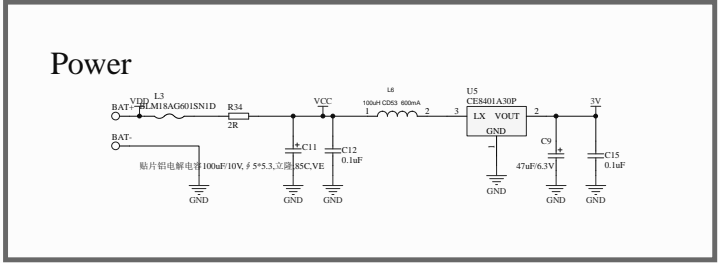 Power
L3
VDD
BLM18AG601SN1D
BAT+
R34
2R
VCC
L6
100uH CD53 600mA
1
2
U5
CE8401A30P
3
LX VOUT
2
GND
1
3V
BAT-
C11
C12
0.1uF
C9
47uF/6.3V
C15
0.1uF
贴片铝电解电容100uF/10V,∮5*5.3,立隆,85C,VE
GND
GND
GND
GND
GND
GND